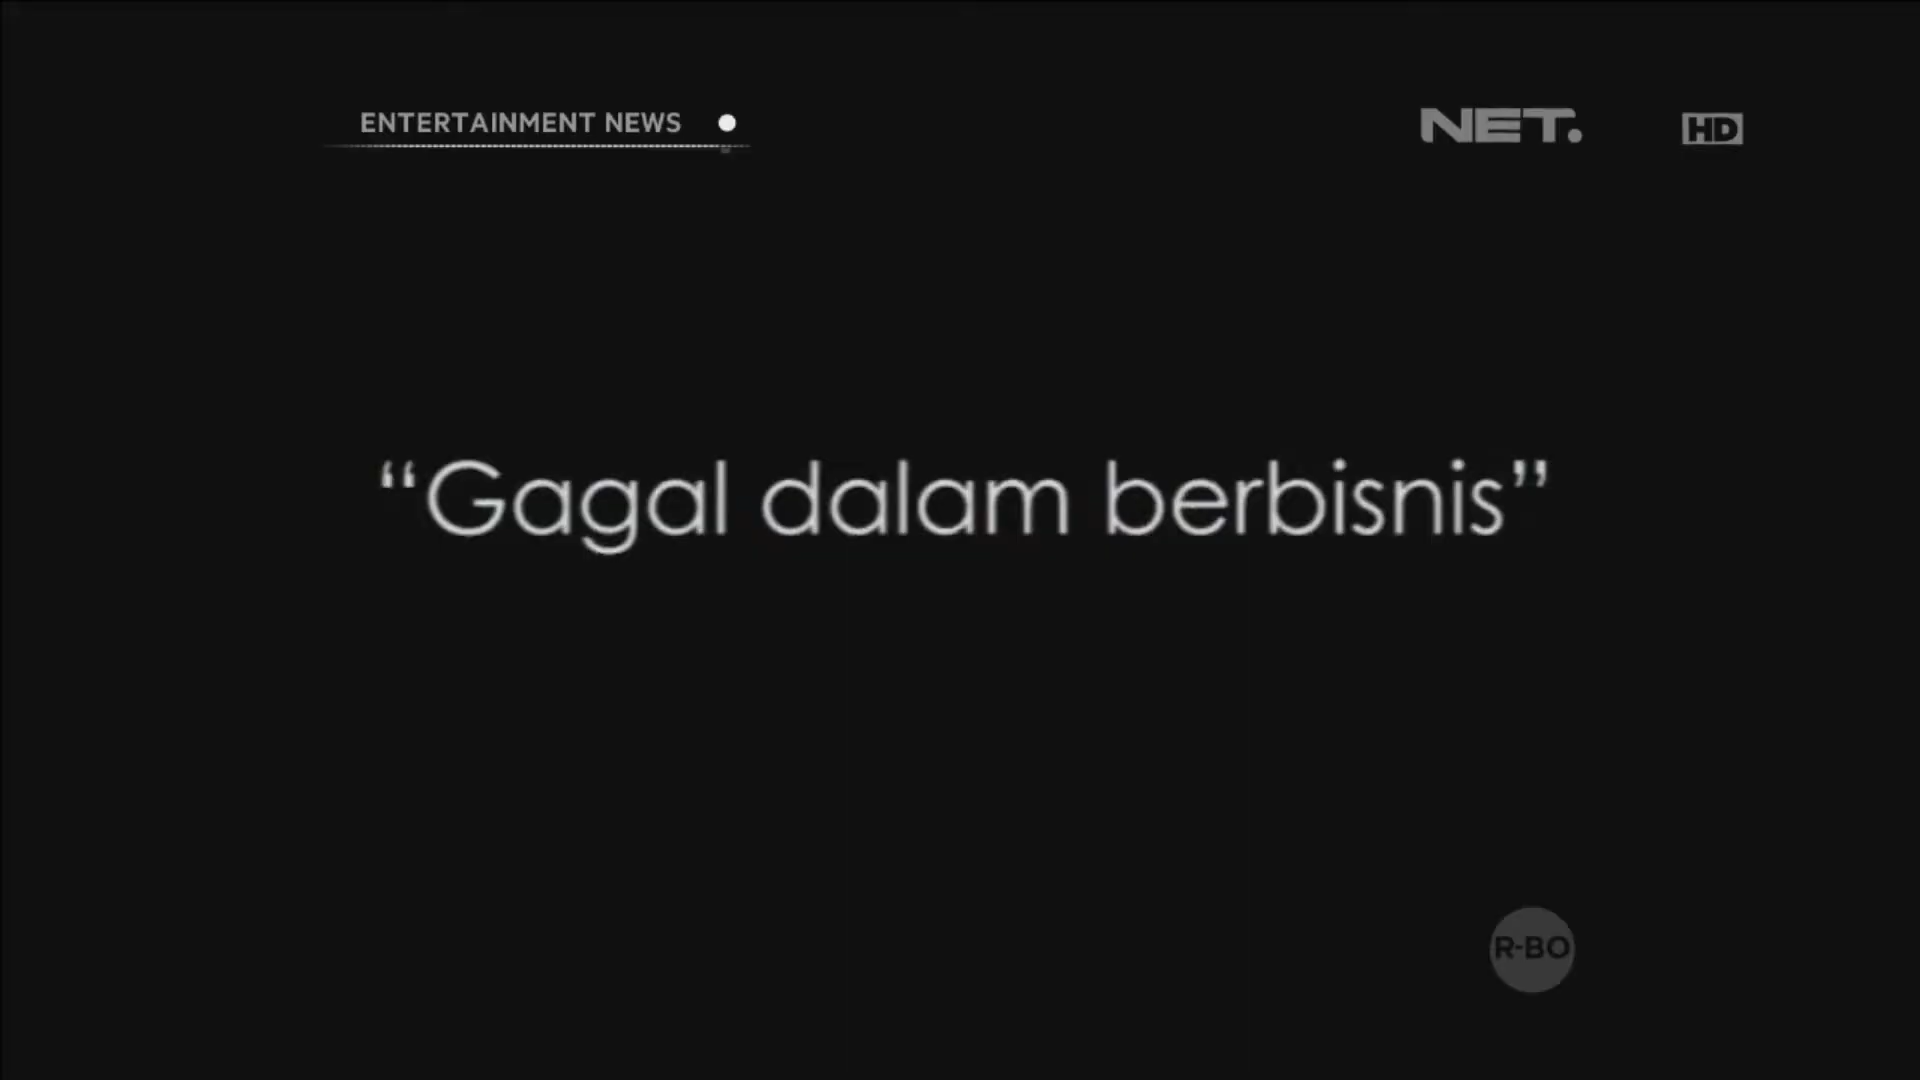 ENTERTAINMENT NEWS
NET.
HD
“Gagal dalam berbisnis”
R-BO